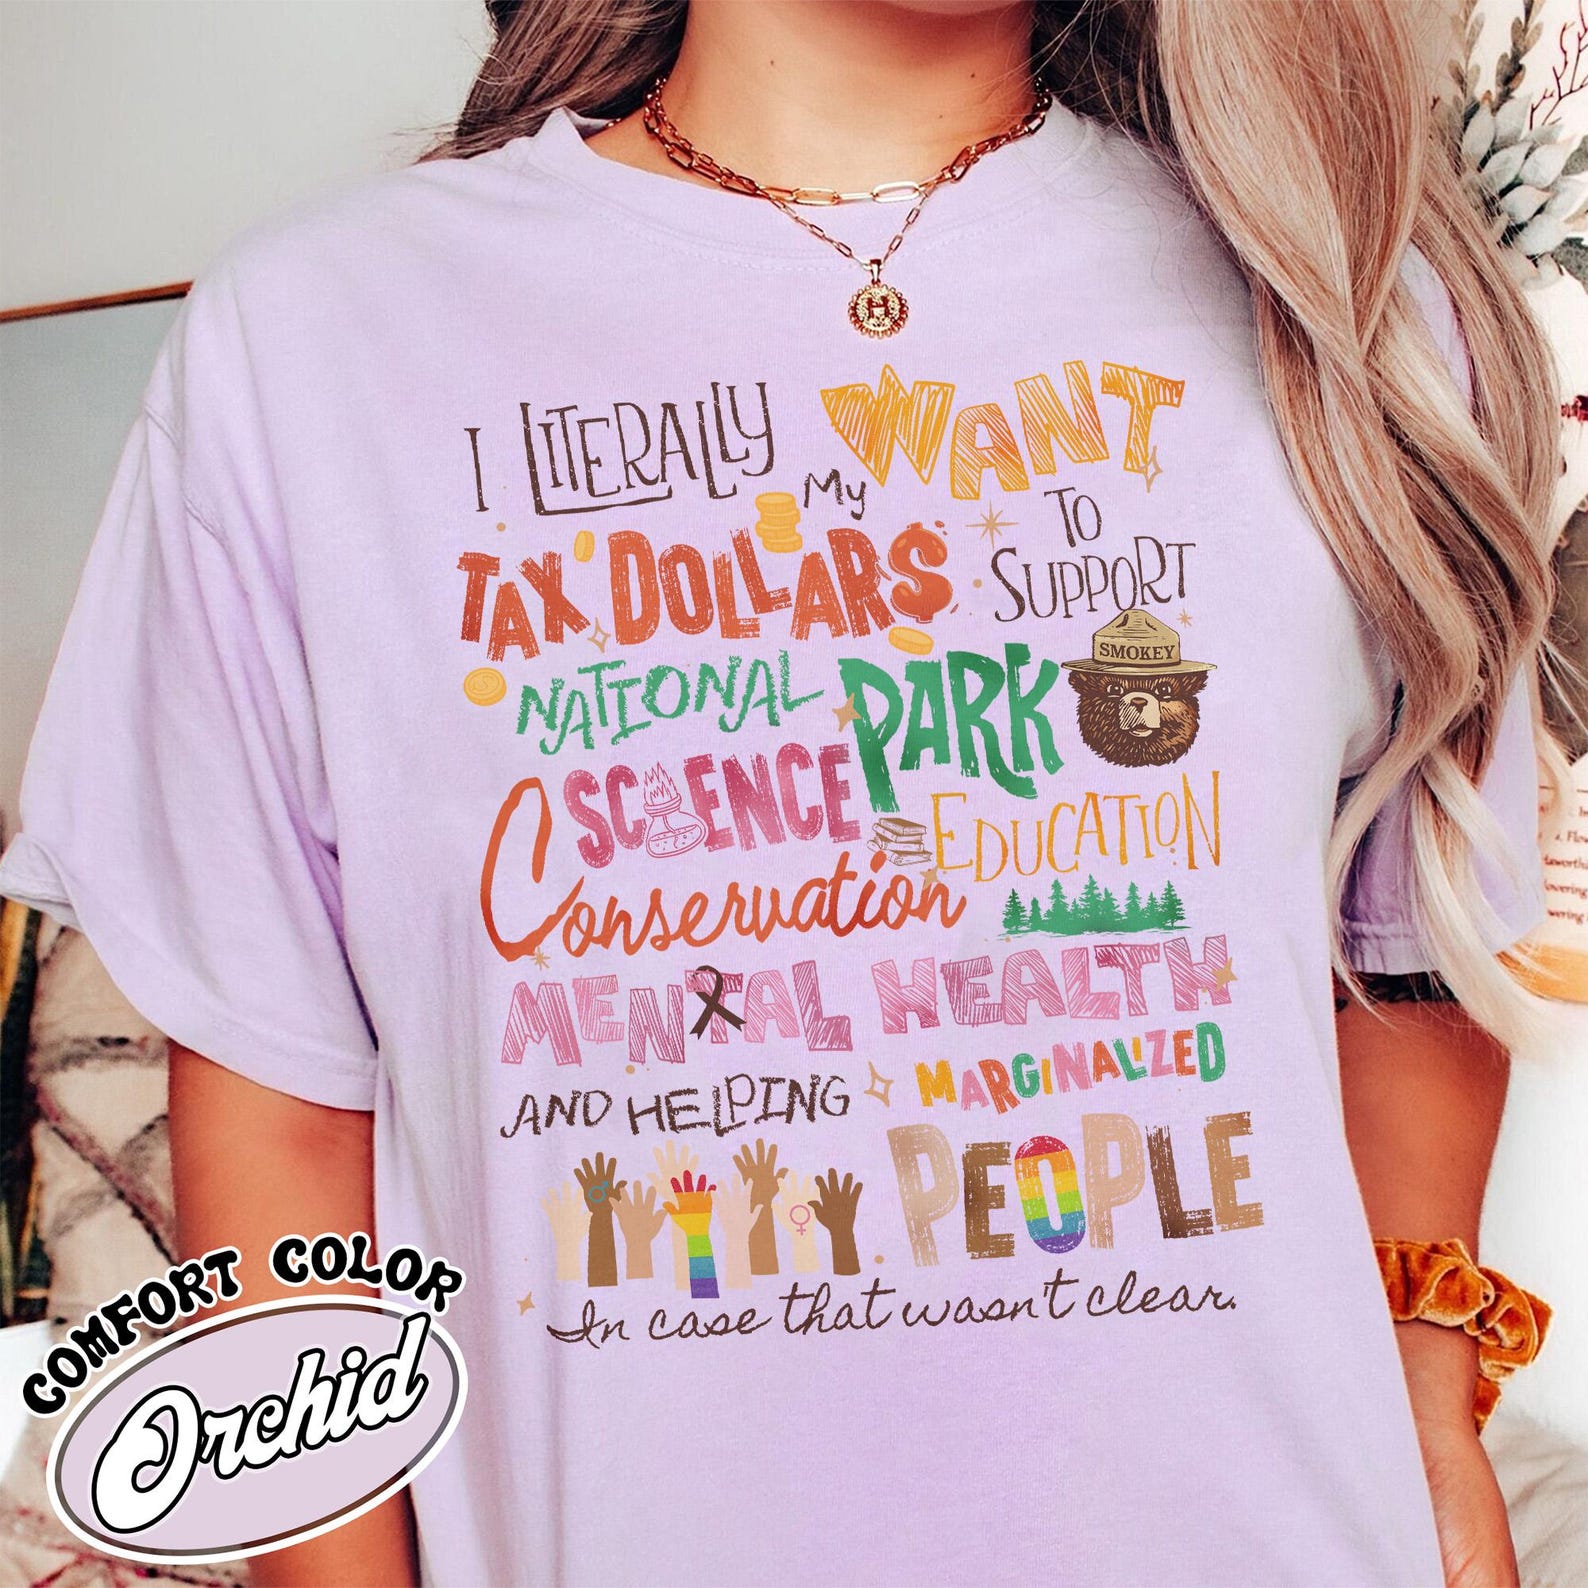 H
I LITERALLY WANT
MY
TAX DOLLARS TO
SUPPORT
NATIONAL PARK
SMOKEY
SCIENCE
EDUCATION
Conservation
MENTAL HEALTH
AND HELPING MARGINALIZED
PEOPLE
In case that wasn't clear.
COMFORT COLOR
Orchid